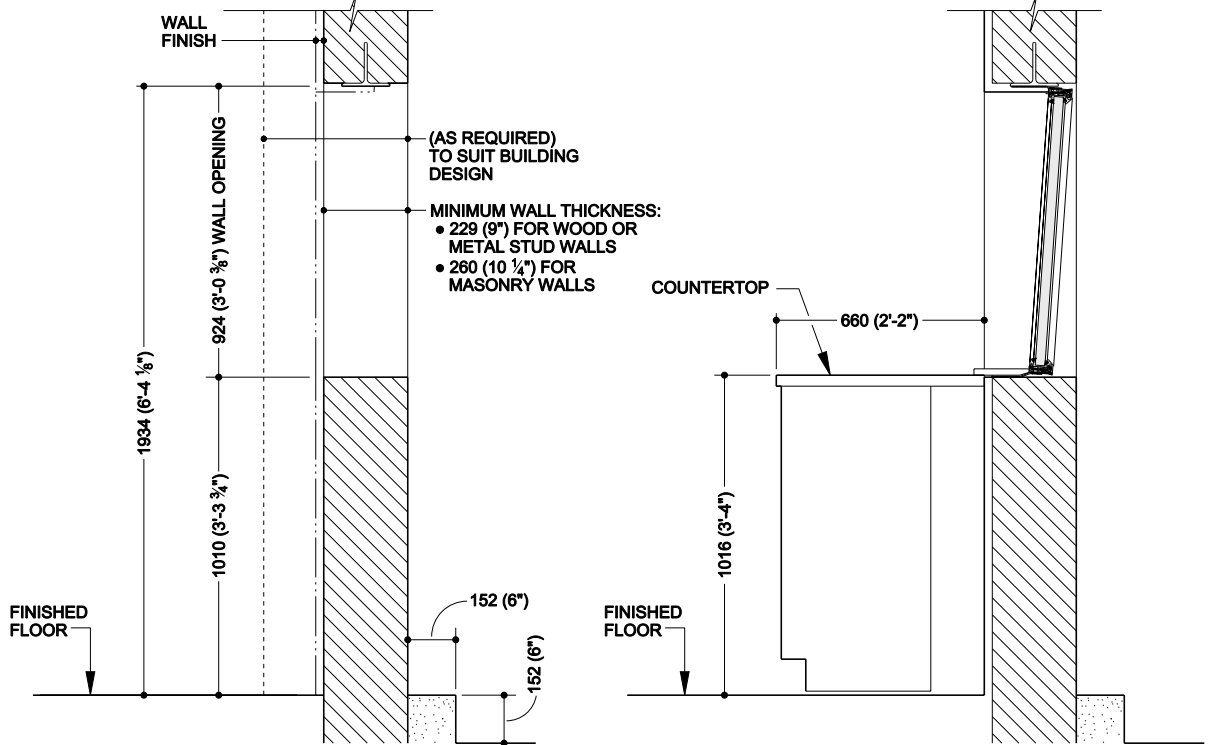 WALL
FINISH
(AS REQUIRED)
TO SUIT BUILDING
DESIGN
MINIMUM WALL THICKNESS:
● 229 (9") FOR WOOD OR
METAL STUD WALLS
● 260 (10 ¼") FOR
MASONRY WALLS
924 (3'-0 ⅜") WALL OPENING
1934 (6'-4 ⅛")
1010 (3'-3 ¾")
FINISHED
FLOOR
152 (6")
152 (6")
COUNTERTOP
660 (2'-2")
1016 (3'-4")
FINISHED
FLOOR